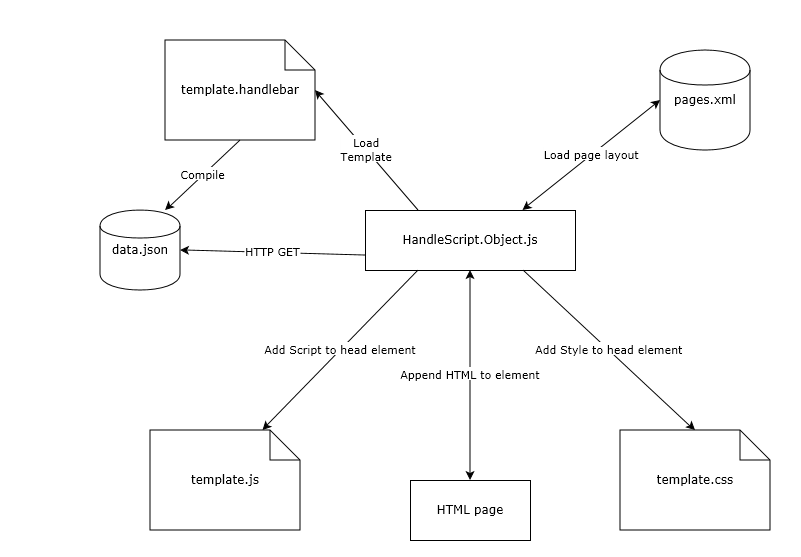 template.handlebar
pages.xml
Load
Template
Load page layout
Compile
HandleScript.Object.js
data.json
HTTP GET
Add Script to head element
Add Style to head element
Append HTML to element
template.js
template.css
HTML page